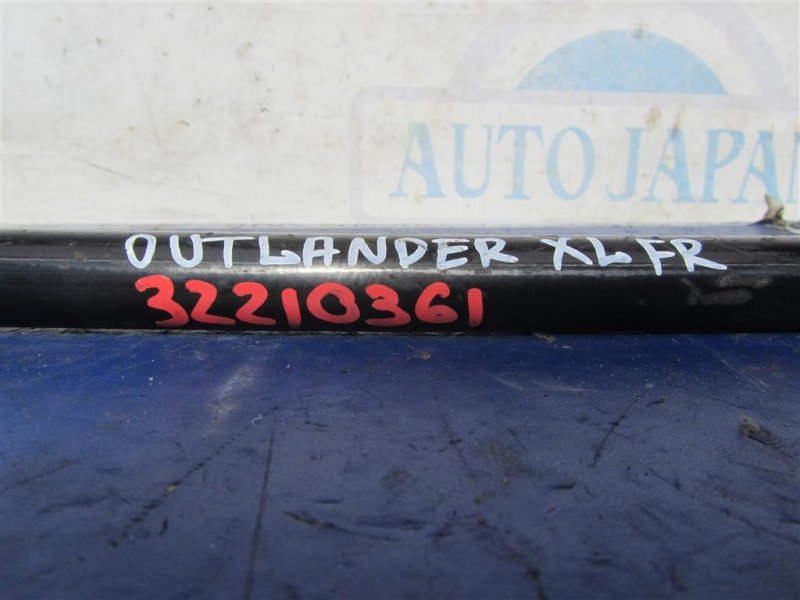 AUTO JAPAN
OUTLANDER XL FR
32210361